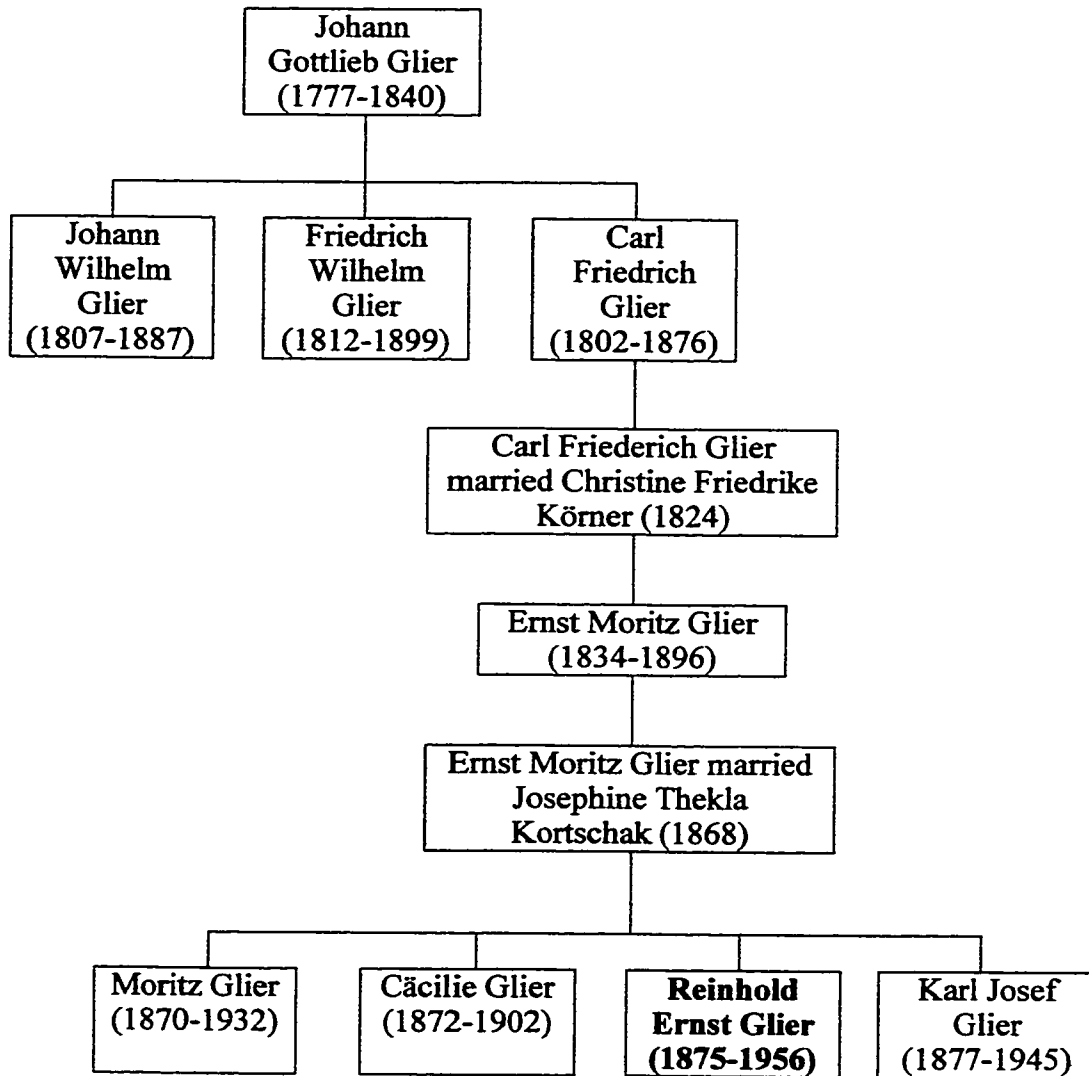 Johann
Gottlieb Glier
(1777-1840)
Johann
Wilhelm
Glier
(1807-1887)
Friedrich
Wilhelm
Glier
(1812-1899)
Carl
Friedrich
Glier
(1802-1876)
Carl Friederich Glier
married Christine Friedrike
Körner (1824)
Ernst Moritz Glier
(1834-1896)
Ernst Moritz Glier married
Josephine Thekla
Kortschak (1868)
Moritz Glier
(1870-1932)
Cäcilie Glier
(1872-1902)
Reinhold
Ernst Glier
(1875-1956)
Karl Josef
Glier
(1877-1945)